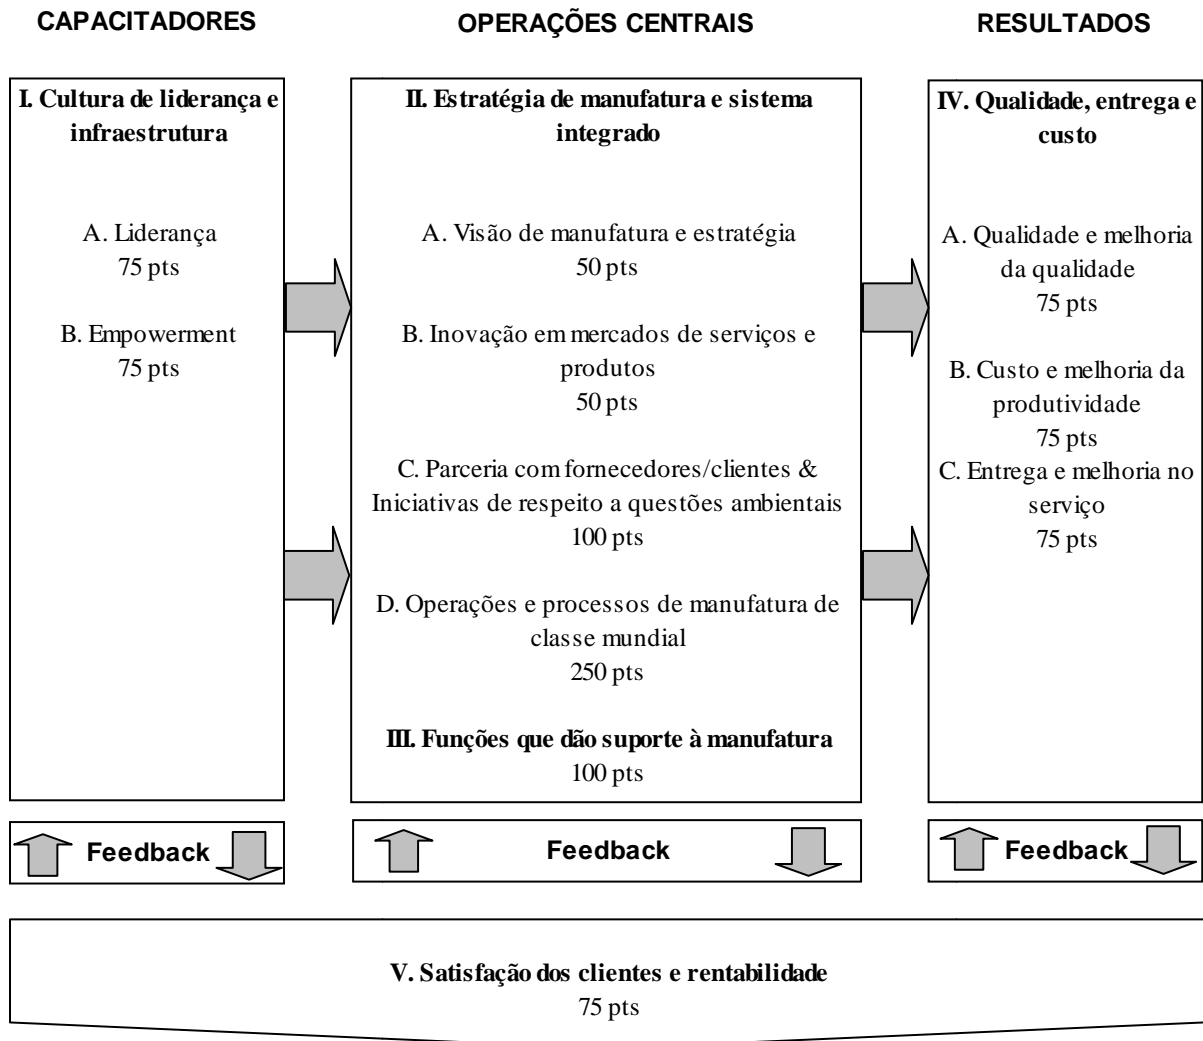 CAPACITADORES
OPERAÇÕES CENTRAIS
RESULTADOS
I. Cultura de liderança e
infraestrutura
A. Liderança
75 pts
B. Empowerment
75 pts
II. Estratégia de manufatura e sistema
integrado
A. Visão de manufatura e estratégia
50 pts
B. Inovação em mercados de serviços e
produtos
50 pts
C. Parceria com fornecedores/clientes &
Iniciativas de respeito a questões ambientais
100 pts
D. Operações e processos de manufatura de
classe mundial
250 pts
III. Funções que dão suporte à manufatura
100 pts
IV. Qualidade, entrega e
custo
A. Qualidade e melhoria
da qualidade
75 pts
B. Custo e melhoria da
produtividade
75 pts
C. Entrega e melhoria no
serviço
75 pts
Feedback
Feedback
Feedback
V. Satisfação dos clientes e rentabilidade
75 pts